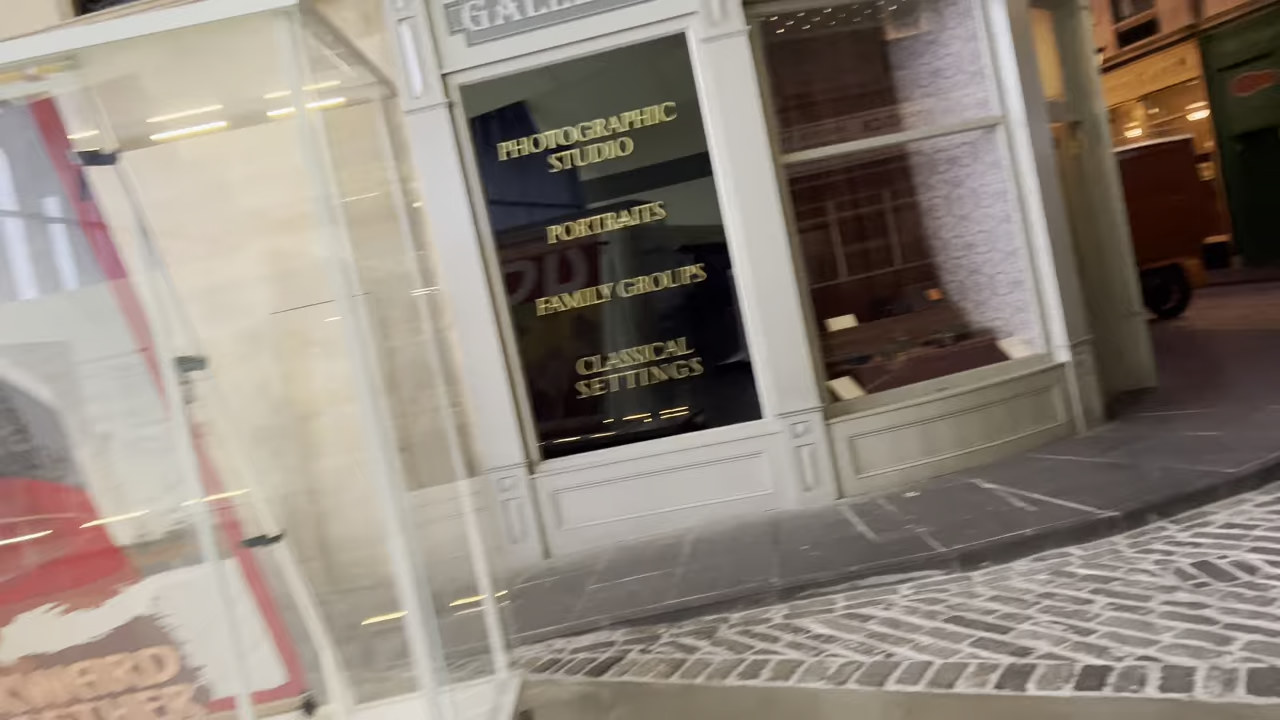 PHOTOGRAPHIC
STUDIO
PORTRAITS
FAMILY GROUPS
CLASSICAL
SETTINGS